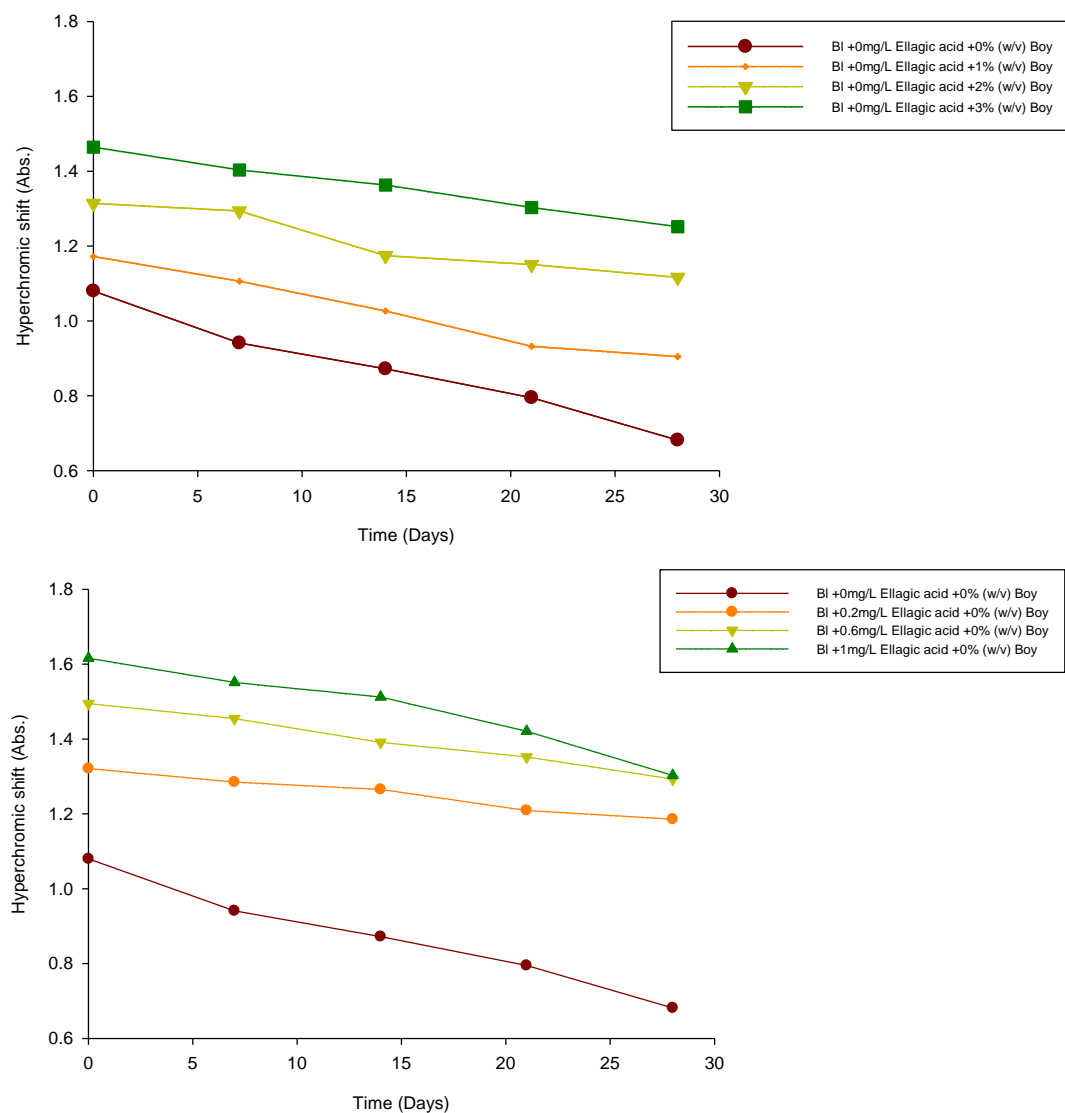 1.8
1.6
1.4
1.2
1.0
0.8
0.6
Hyperchromic shift (Abs.)
0 5 10 15 20 25 30
Time (Days)
Bl +0mg/L Ellagic acid +0% (w/v) Boy
Bl +0mg/L Ellagic acid +1% (w/v) Boy
Bl +0mg/L Ellagic acid +2% (w/v) Boy
Bl +0mg/L Ellagic acid +3% (w/v) Boy
1.8
1.6
1.4
1.2
1.0
0.8
0.6
Hyperchromic shift (Abs.)
0 5 10 15 20 25 30
Time (Days)
Bl +0mg/L Ellagic acid +0% (w/v) Boy
Bl +0.2mg/L Ellagic acid +0% (w/v) Boy
Bl +0.6mg/L Ellagic acid +0% (w/v) Boy
Bl +1mg/L Ellagic acid +0% (w/v) Boy